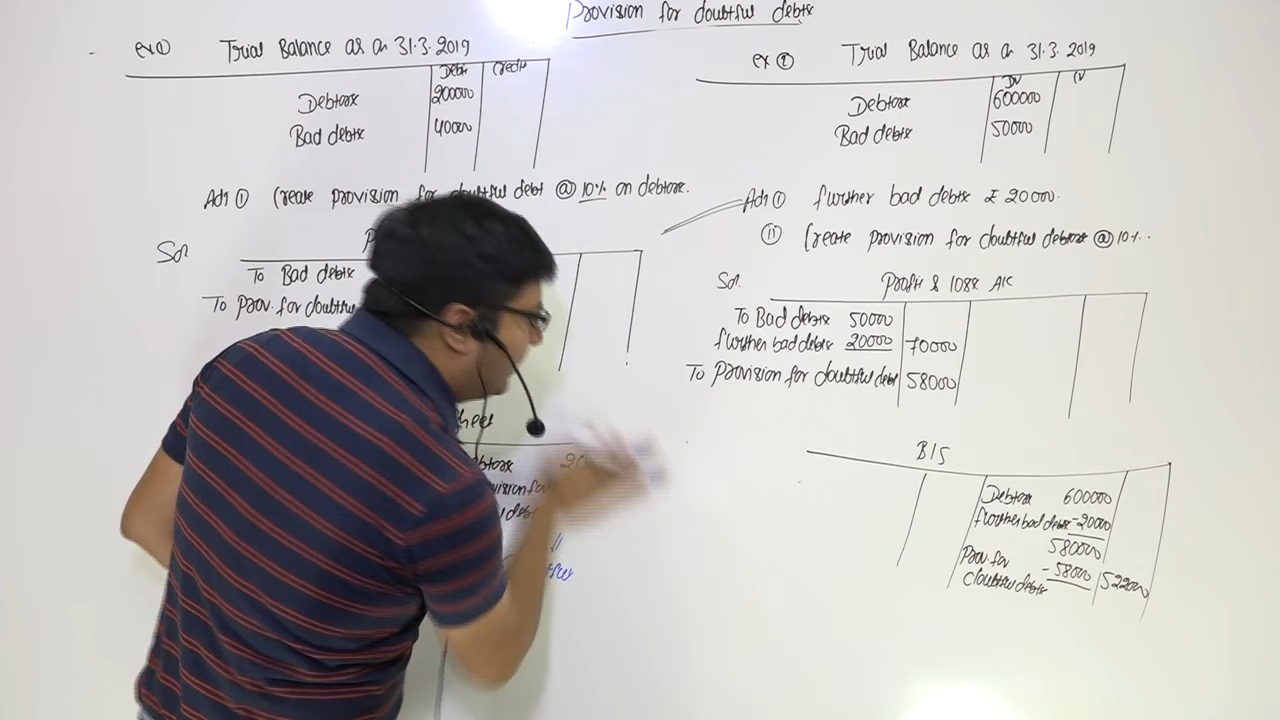 Provision for doubtful debts
ex ①
Trial Balance as on 31.3.2019
Debit Credit
Debtors 200000
Bad debts 40000
Adj ① Create provision for doubtful debt @ 10% on debtors.
Sol
To Bad debts
To Prov. for doubtful
Sheet
ex ②
Trial Balance as on 31.3.2019
Dr Cr
Debtors 600000
Bad debts 50000
Adj ① further bad debts ₹ 20000.
② Create provision for doubtful debtors @ 10%.
Sol.
Profit & loss A/C
To Bad debts 50000
further bad debts 20000 70000
To Provision for doubtful debt 58000
B/S
Debtors 600000
further bad debts -20000
580000
Prov. for
doubtful debts -58000 522000